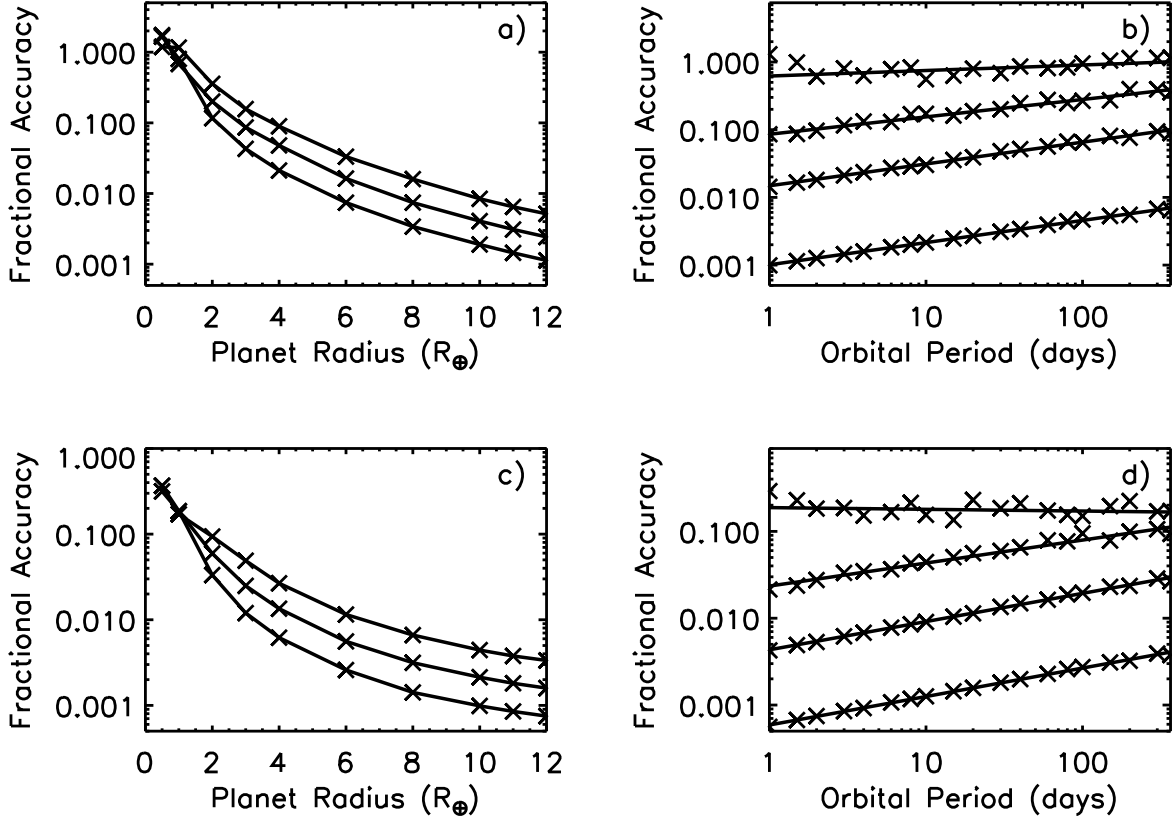 a)
Fractional Accuracy
1.000
0.100
0.010
0.001
0 2 4 6 8 10 12
Planet Radius (R⊕)
b)
Fractional Accuracy
1.000
0.100
0.010
0.001
1 10 100
Orbital Period (days)
c)
Fractional Accuracy
1.000
0.100
0.010
0.001
0 2 4 6 8 10 12
Planet Radius (R⊕)
d)
Fractional Accuracy
0.100
0.010
0.001
1 10 100
Orbital Period (days)